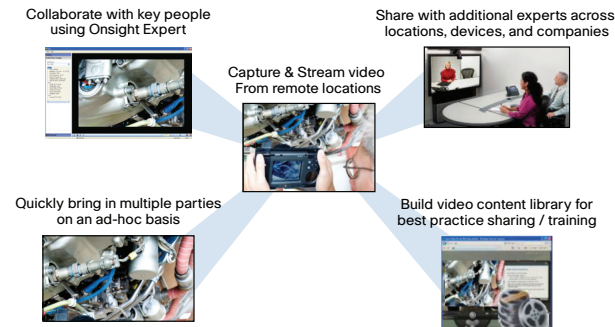 Collaborate with key people
using Onsight Expert
Share with additional experts across
locations, devices, and companies
Capture & Stream video
From remote locations
Quickly bring in multiple parties
on an ad-hoc basis
Build video content library for
best practice sharing / training